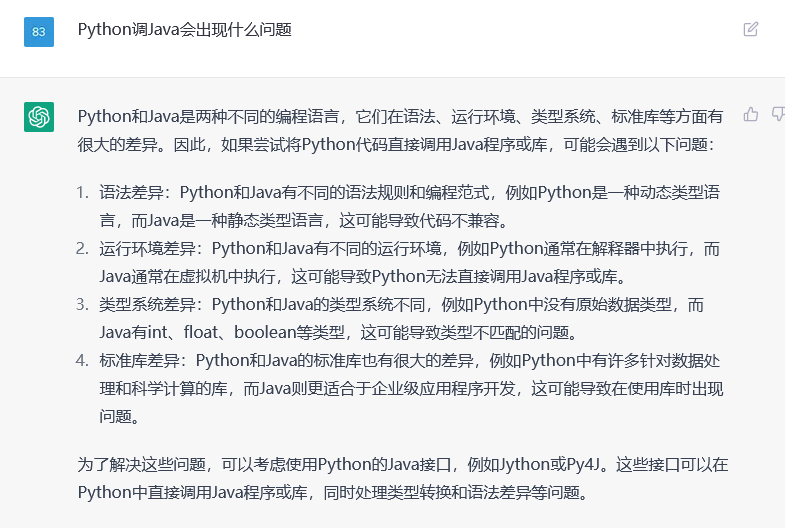 83
Python调Java会出现什么问题
Python和Java是两种不同的编程语言，它们在语法、运行环境、类型系统、标准库等方面有
很大的差异。因此，如果尝试将Python代码直接调用Java程序或库，可能会遇到以下问题：
1. 语法差异：Python和Java有不同的语法规则和编程范式，例如Python是一种动态类型语
言，而Java是一种静态类型语言，这可能导致代码不兼容。
2. 运行环境差异：Python和Java有不同的运行环境，例如Python通常在解释器中执行，而
Java通常在虚拟机中执行，这可能导致Python无法直接调用Java程序或库。
3. 类型系统差异：Python和Java的类型系统不同，例如Python中没有原始数据类型，而
Java有int、float、boolean等类型，这可能导致类型不匹配的问题。
4. 标准库差异：Python和Java的标准库也有很大的差异，例如Python中有许多针对数据处
理和科学计算的库，而Java则更适合于企业级应用程序开发，这可能导致在使用库时出现
问题。
为了解决这些问题，可以考虑使用Python的Java接口，例如Jython或Py4J。这些接口可以在
Python中直接调用Java程序或库，同时处理类型转换和语法差异等问题。